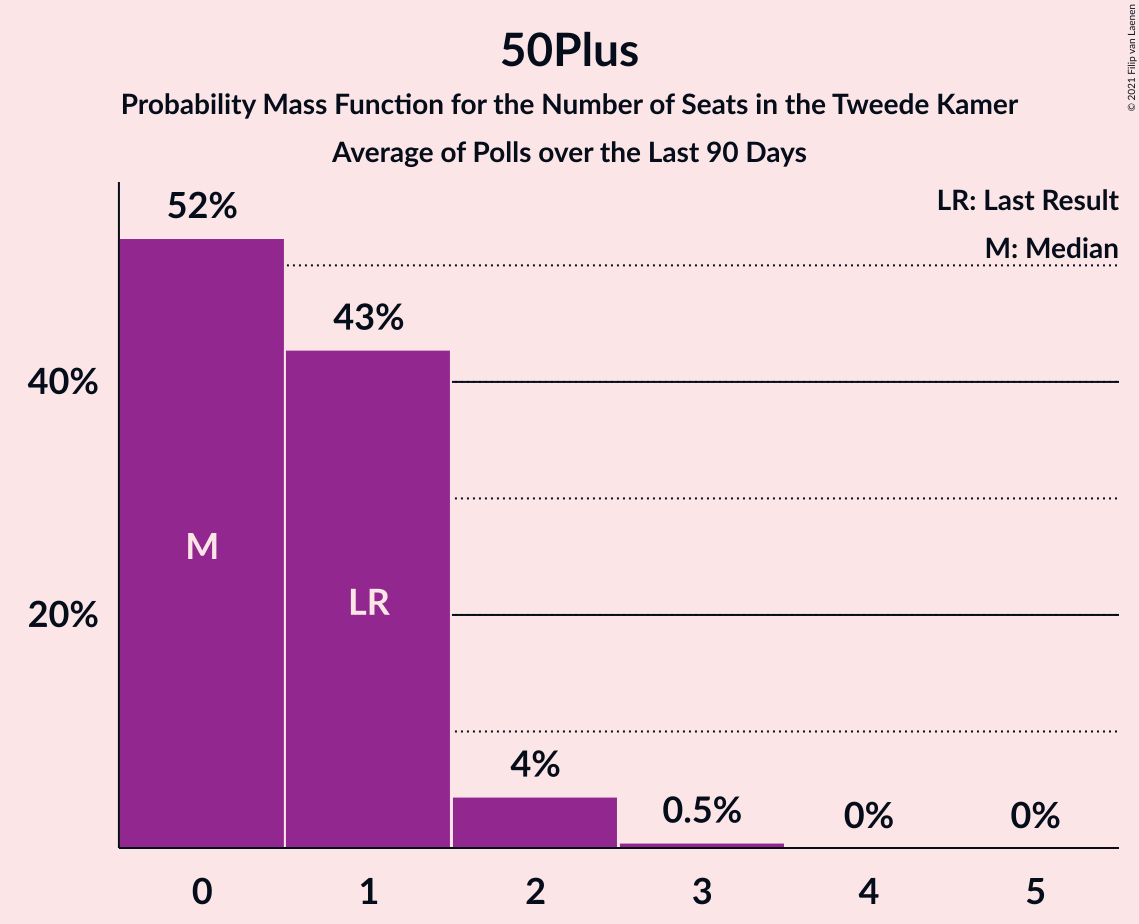 50Plus
Probability Mass Function for the Number of Seats in the Tweede Kamer
Average of Polls over the Last 90 Days
© 2021 Filip van Laenen
LR: Last Result
M: Median
52%
43%
40%
M
LR
20%
4%
0.5%
0%
0%
0
1
2
3
4
5